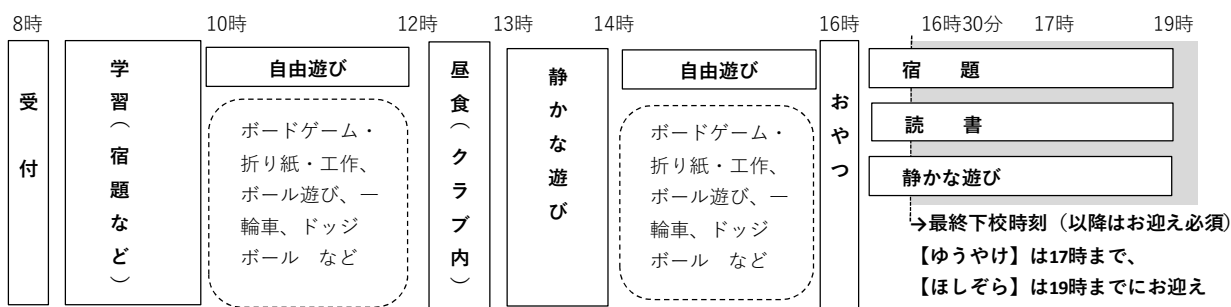 8時
10時
12時
13時
14時
16時
16時30分
17時
19時
受付
学習(宿題など)
自由遊び
ボードゲーム・
折り紙・工作、
ボール遊び、一
輪車、ドッジ
ボール　など
昼食(クラブ内)
静かな遊び
自由遊び
ボードゲーム・
折り紙・工作、
ボール遊び、一
輪車、ドッジ
ボール　など
おやつ
宿　題
読　書
静かな遊び
→最終下校時刻（以降はお迎え必須）
【ゆうやけ】は17時まで、
【ほしぞら】は19時までにお迎え